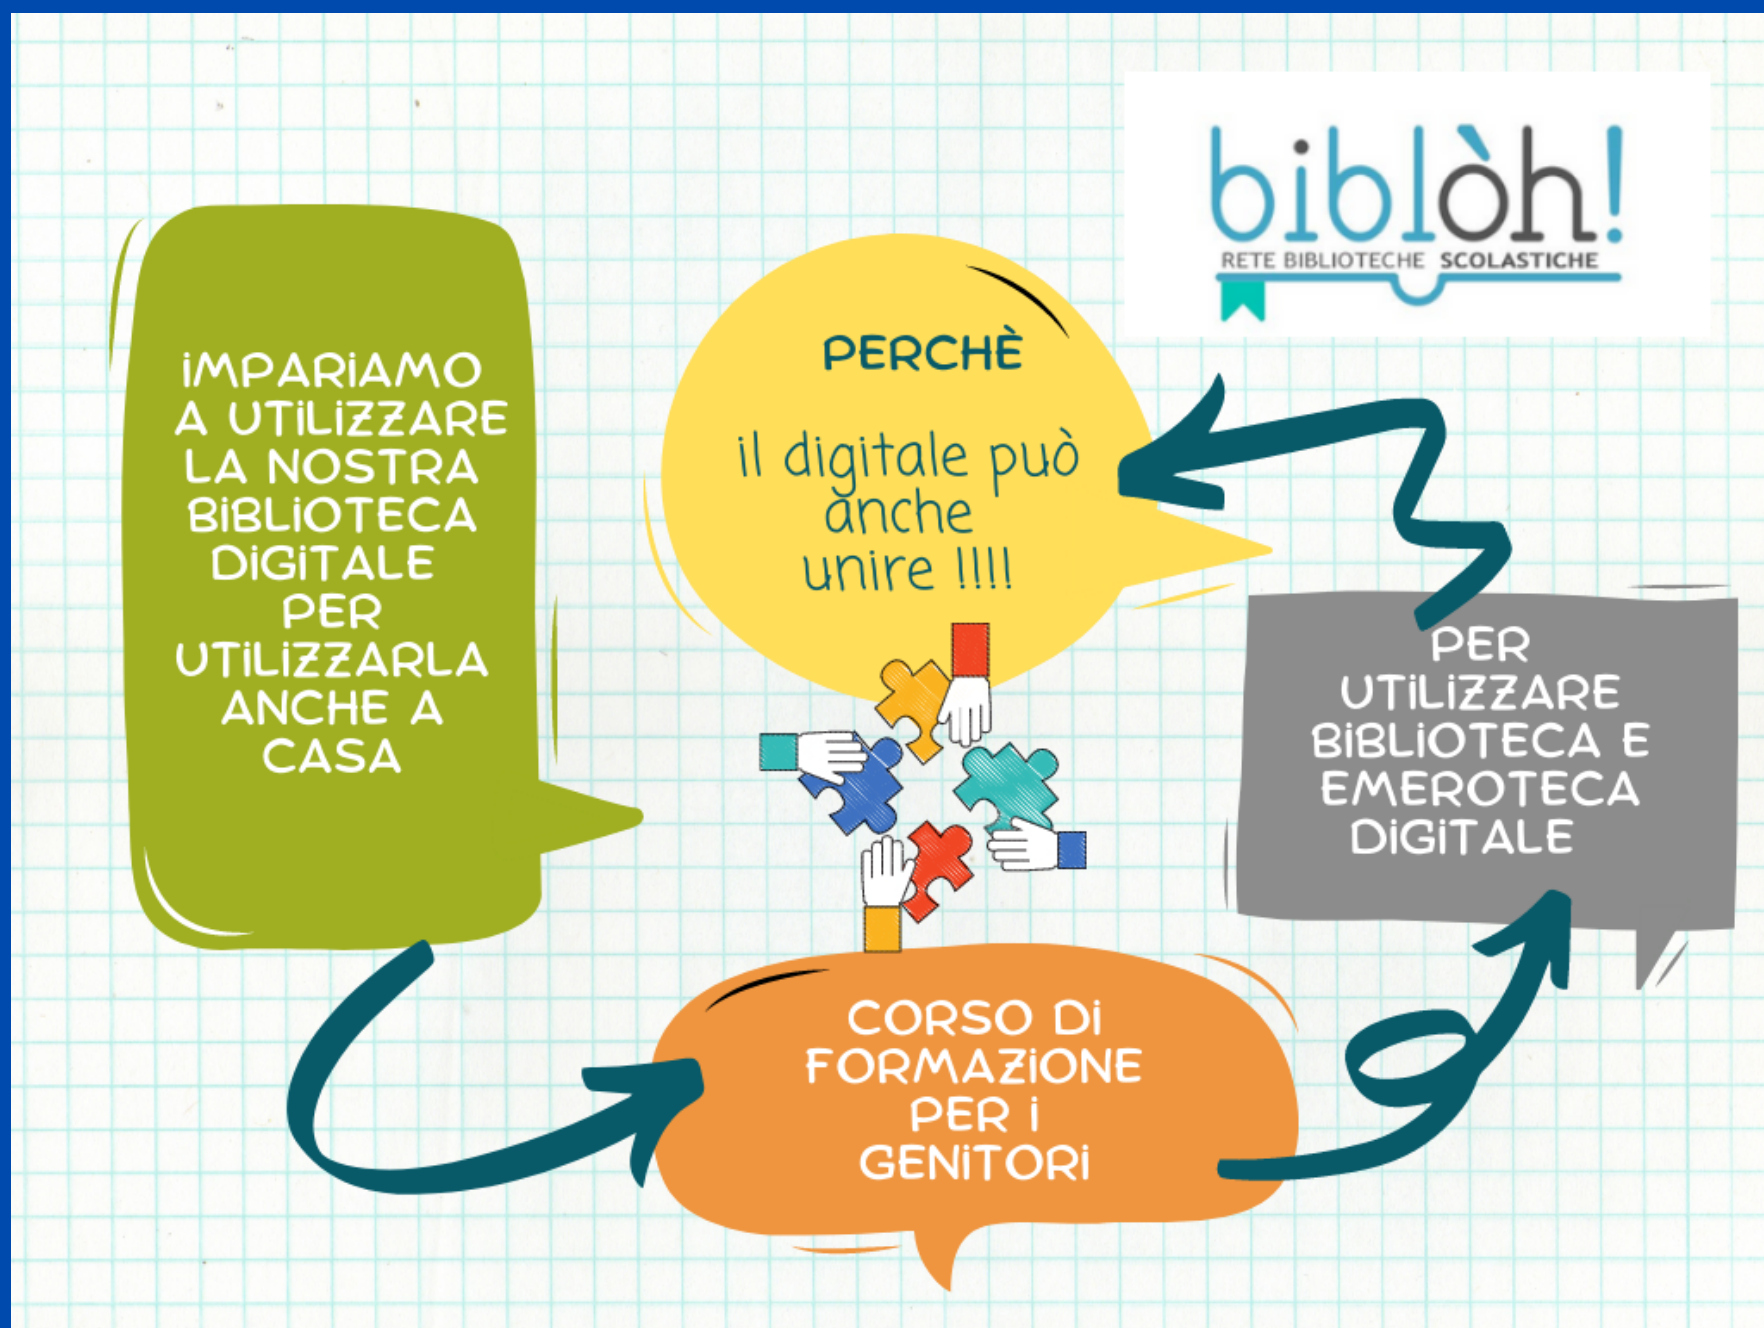 biblòh!
RETE BIBLIOTECHE SCOLASTICHE
iMPARiAMO
A UTiLiZZARE
LA NOSTRA
BiBLiOTECA
DiGiTALE
PER
UTiLiZZARLA
ANCHE A
CASA
CORSO Di
FORMAZiONE
PER i
GENiTORi
PER
UTiLiZZARE
BiBLiOTECA E
EMEROTECA
DiGiTALE
PERCHÈ
il digitale può
anche
unire !!!!